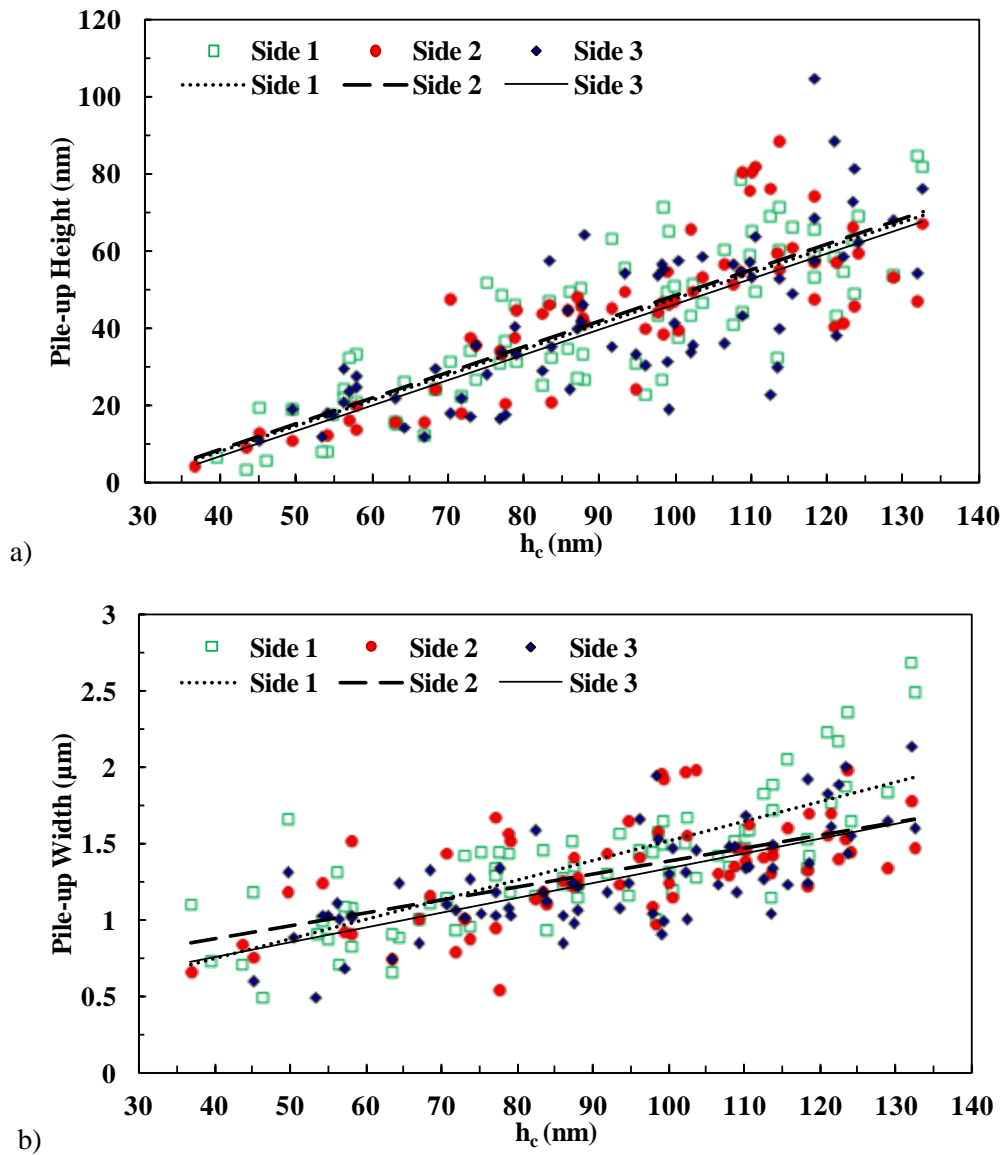 120
100
80
60
40
20
0
Pile-up Height (nm)
Side 1 Side 2 Side 3
Side 1 Side 2 Side 3
30 40 50 60 70 80 90 100 110 120 130 140
h_c (nm)
a)
3
2.5
2
1.5
1
0.5
0
Pile-up Width (µm)
Side 1 Side 2 Side 3
Side 1 Side 2 Side 3
30 40 50 60 70 80 90 100 110 120 130 140
h_c (nm)
b)